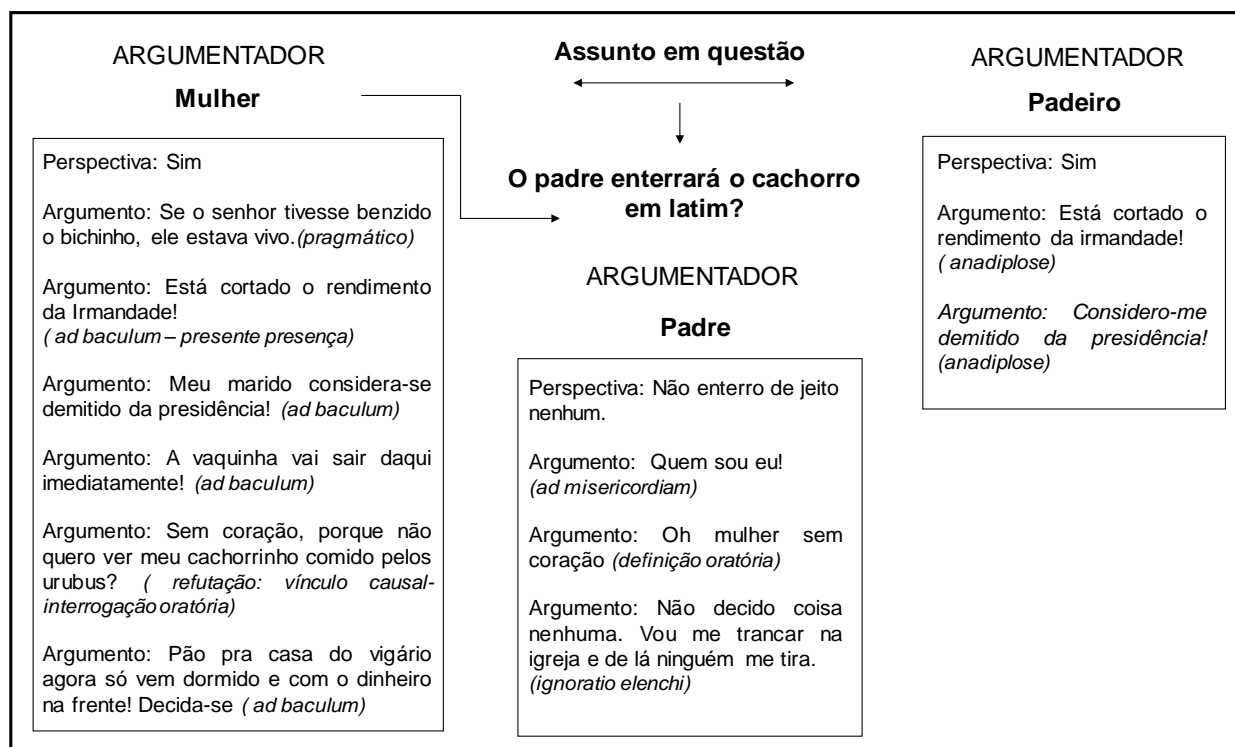 ARGUMENTADOR
Mulher
Perspectiva: Sim
Argumento: Se o senhor tivesse benzido
o bichinho, ele estava vivo.(pragmático)
Argumento: Está cortado o rendimento
da Irmandade!
( ad baculum – presente presença)
Argumento: Meu marido considera-se
demitido da presidência! (ad baculum)
Argumento: A vaquinha vai sair daqui
imediatamente! (ad baculum)
Argumento: Sem coração, porque não
quero ver meu cachorrinho comido pelos
urubus? ( refutação: vínculo causal-
interrogação oratória)
Argumento: Pão pra casa do vigário
agora só vem dormido e com o dinheiro
na frente! Decida-se ( ad baculum)
Assunto em questão
O padre enterrará o cachorro
em latim?
ARGUMENTADOR
Padre
Perspectiva: Não enterro de jeito
nenhum.
Argumento: Quem sou eu!
(ad misericordiam)
Argumento: Oh mulher sem
coração (definição oratória)
Argumento: Não decido coisa
nenhuma. Vou me trancar na
igreja e de lá ninguém me tira.
(ignoratio elenchi)
ARGUMENTADOR
Padeiro
Perspectiva: Sim
Argumento: Está cortado o
rendimento da irmandade!
( anadiplose)
Argumento: Considero-me
demitido da presidência!
(anadiplose)